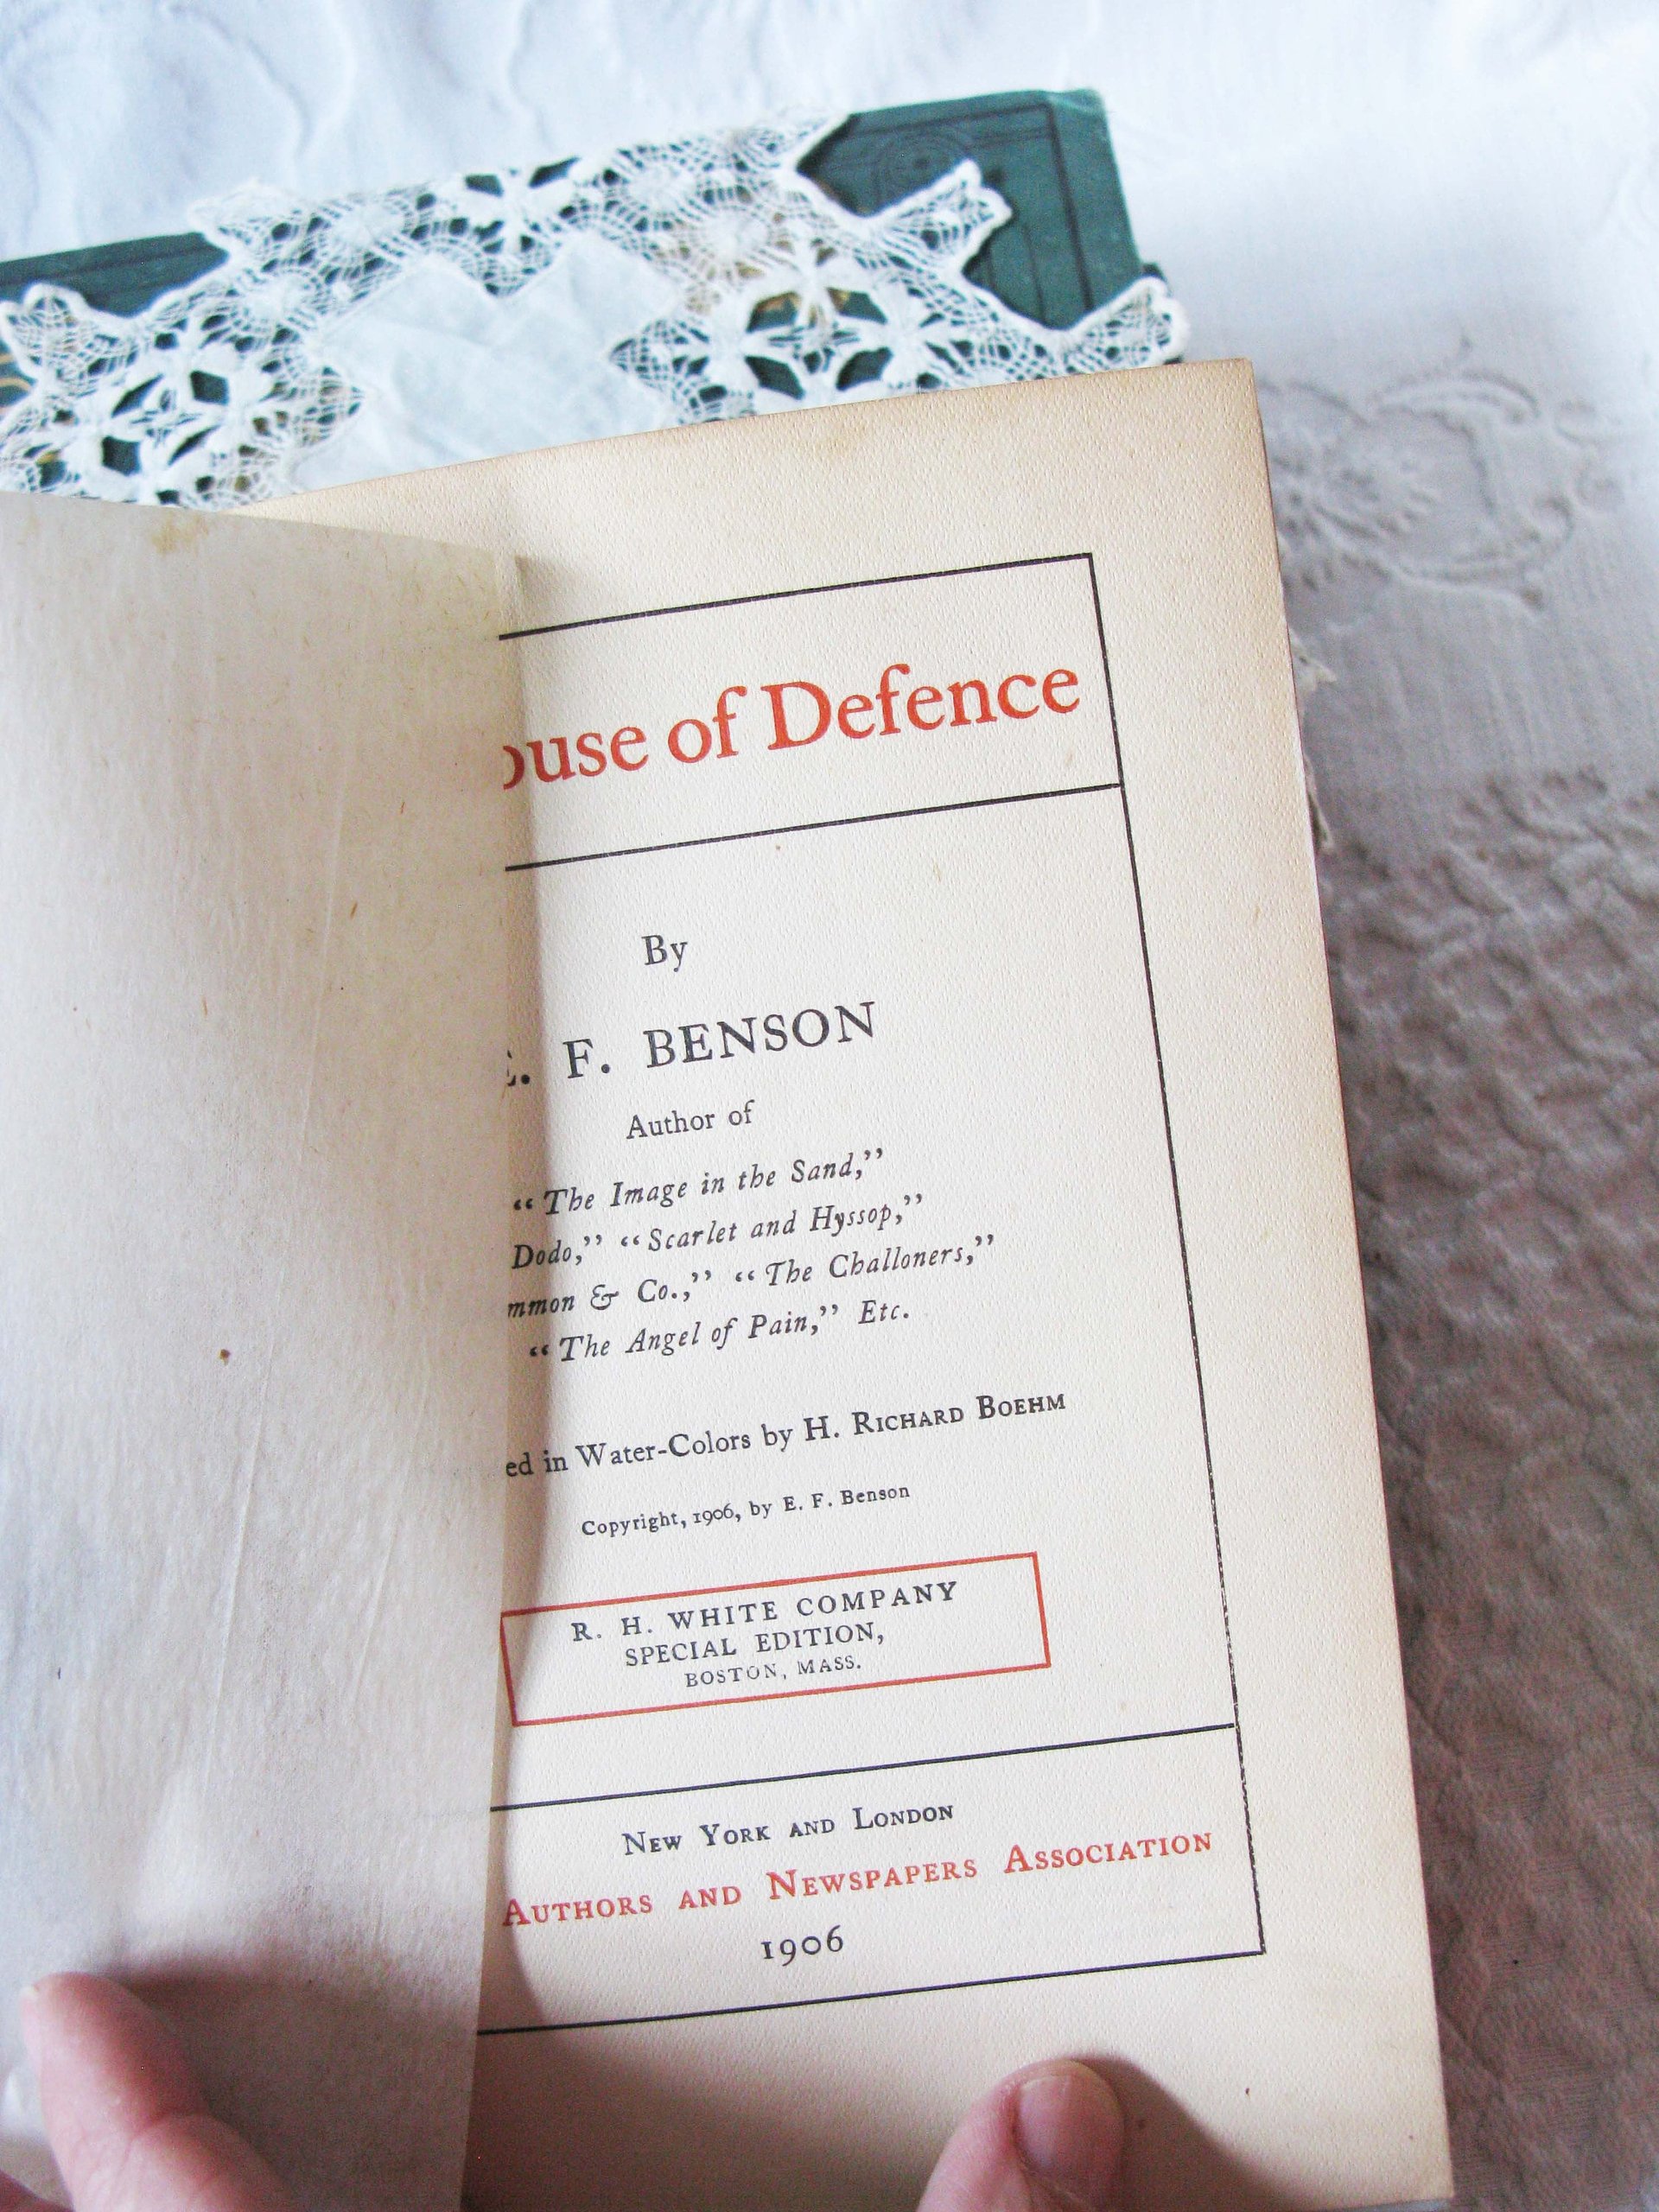 ouse of Defence
By
E. F. BENSON
Author of
“The Image in the Sand,”
Dodo,” “Scarlet and Hyssop,”
mmon & Co.,” “The Challoners,”
“The Angel of Pain,” Etc.
ed in Water-Colors by H. RICHARD BOEHM
Copyright, 1906, by E. F. Benson
R. H. WHITE COMPANY
SPECIAL EDITION,
BOSTON, MASS.
NEW YORK AND LONDON
AUTHORS AND NEWSPAPERS ASSOCIATION
1906